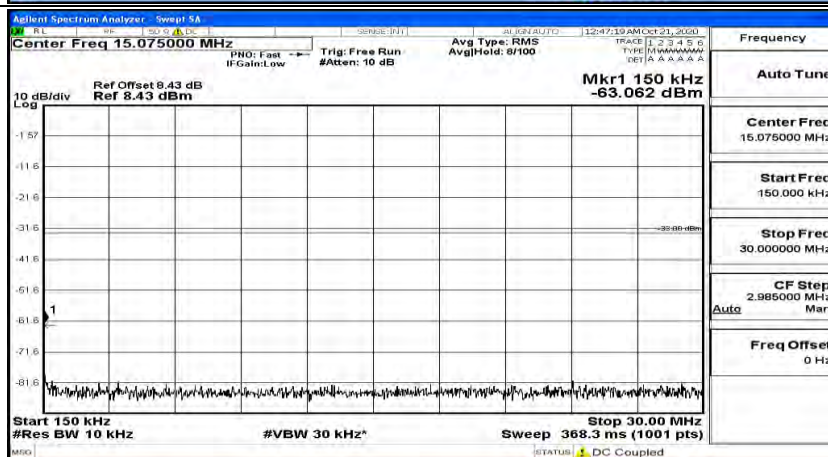 Agilent Spectrum Analyzer - Swept SA
RL RF 50 Ω DC SENSE:INT ALIGN AUTO 12:47:19 AM Oct 21, 2020
Center Freq 15.075000 MHz
PNO: Fast
IFGain:Low
Trig: Free Run
#Atten: 10 dB
Avg Type: RMS
Avg|Hold: 8/100
TRACE 1 2 3 4 5 6
TYPE MWWWWW
DET A A A A A A
Ref Offset 8.43 dB
10 dB/div Ref 8.43 dBm
Log
Mkr1 150 kHz
-63.062 dBm
-1.57
-11.6
-21.6
-31.6
-33.00 dBm
-41.6
-51.6
1
-61.6
-71.6
-81.6
Start 150 kHz Stop 30.00 MHz
#Res BW 10 kHz #VBW 30 kHz* Sweep 368.3 ms (1001 pts)
MSG STATUS DC Coupled
Frequency
Auto Tune
Center Freq
15.075000 MHz
Start Freq
150.000 kHz
Stop Freq
30.000000 MHz
CF Step
2.985000 MHz
Auto Man
Freq Offset
0 Hz